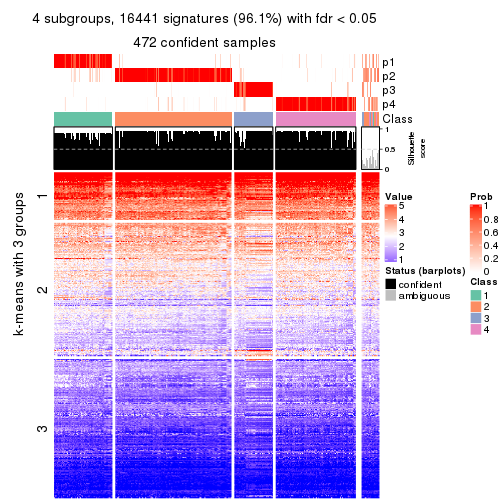 4 subgroups, 16441 signatures (96.1%) with fdr < 0.05
472 confident samples
p1
p2
p3
p4
Class
1
0.5
0
Silhouette
score
k-means with 3 groups
1
2
3
Value
5
4
3
2
1
Status (barplots)
confident
ambiguous
Prob
1
0.8
0.6
0.4
0.2
0
Class
1
2
3
4